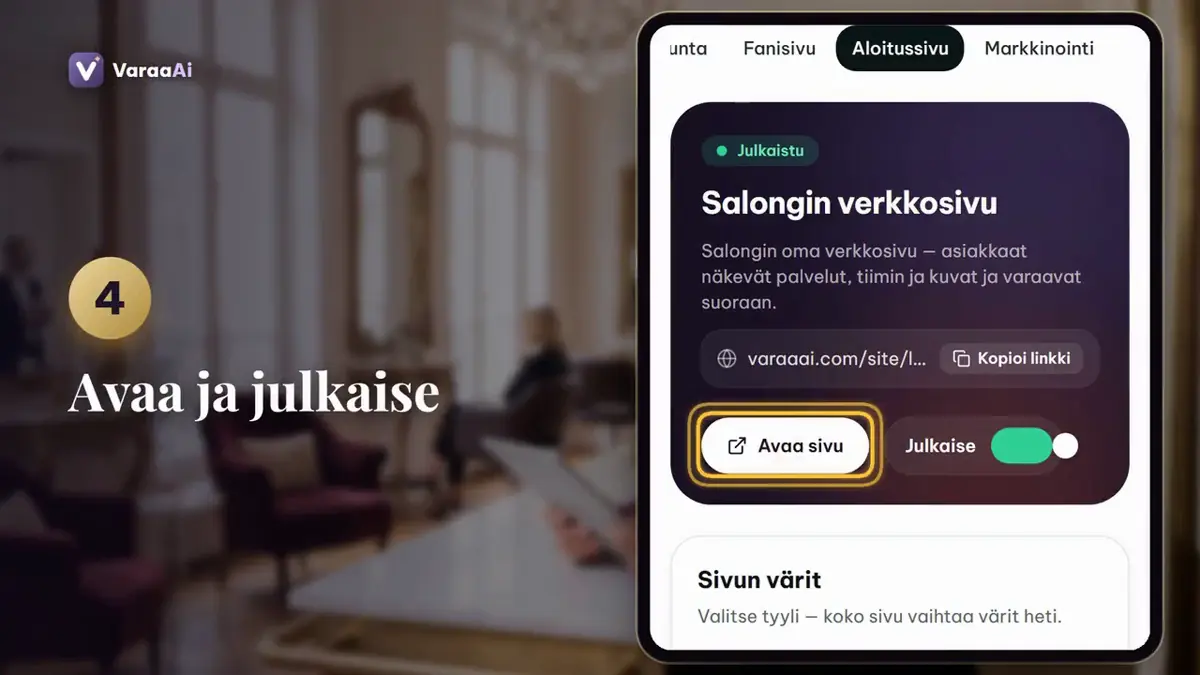 VaraaAi
4
Avaa ja julkaise
unta Fanisivu Aloitussivu Markkinointi
Julkaistu
Salongin verkkosivu
Salongin oma verkkosivu — asiakkaat
näkevät palvelut, tiimin ja kuvat ja varaavat
suoraan.
varaaai.com/site/l... Kopioi linkki
Avaa sivu Julkaise
Sivun värit
Valitse tyyli — koko sivu vaihtaa värit heti.